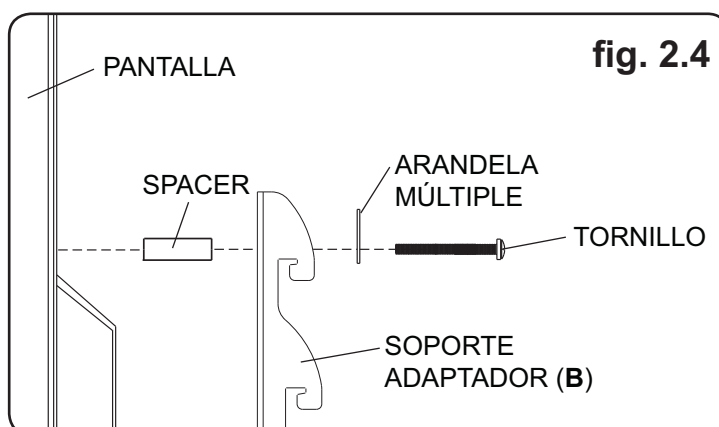 fig. 2.4
PANTALLA
SPACER
ARANDELA
MÚLTIPLE
TORNILLO
SOPORTE
ADAPTADOR (B)